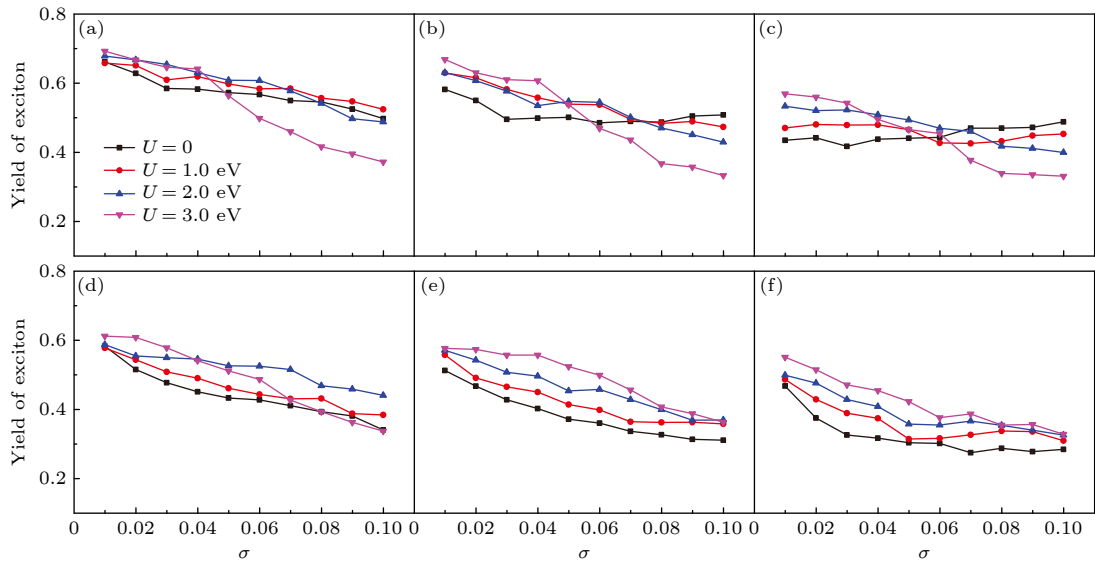 0.8
0.6
0.4
0.2
Yield of exciton
(a)
(b)
(c)
U = 0
U = 1.0 eV
U = 2.0 eV
U = 3.0 eV
0.8
0.6
0.4
0.2
Yield of exciton
(d)
(e)
(f)
0 0.02 0.04 0.06 0.08 0.10
0 0.02 0.04 0.06 0.08 0.10
0 0.02 0.04 0.06 0.08 0.10
σ
σ
σ